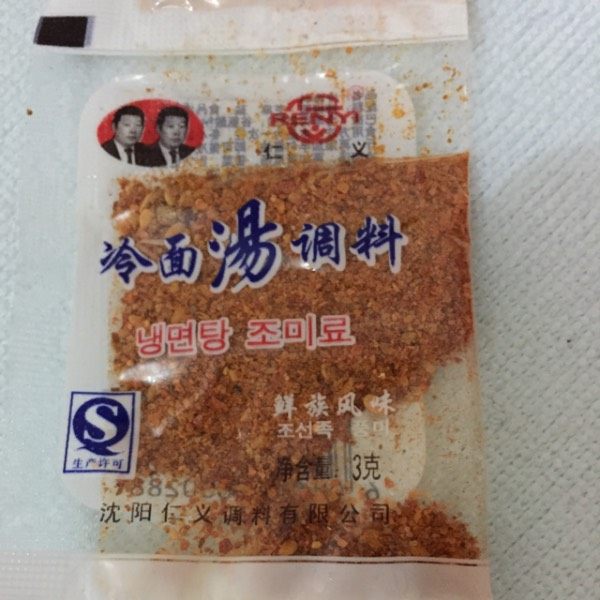 RENYI
仁 义
冷面湯调料
냉면탕 조미료
鲜族风味
조선족 풍미
生产许可
净含量: 3克
沈阳仁义调料有限公司